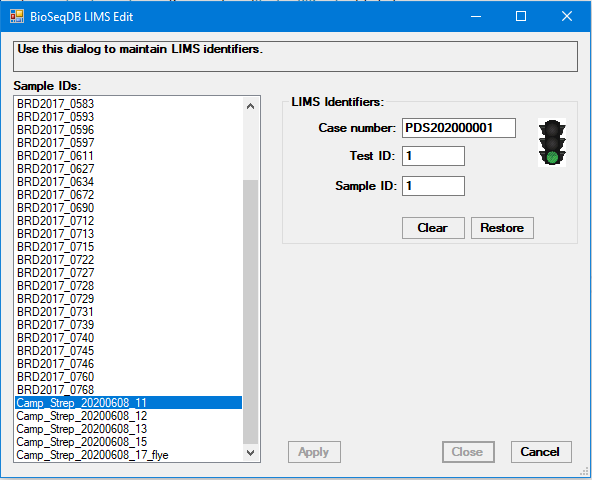 BioSeqDB LIMS Edit
Use this dialog to maintain LIMS identifiers.
Sample IDs:
BRD2017_0583
BRD2017_0593
BRD2017_0596
BRD2017_0597
BRD2017_0611
BRD2017_0627
BRD2017_0634
BRD2017_0672
BRD2017_0690
BRD2017_0712
BRD2017_0713
BRD2017_0715
BRD2017_0722
BRD2017_0727
BRD2017_0728
BRD2017_0729
BRD2017_0731
BRD2017_0739
BRD2017_0740
BRD2017_0745
BRD2017_0746
BRD2017_0760
BRD2017_0768
Camp_Strep_20200608_11
Camp_Strep_20200608_12
Camp_Strep_20200608_13
Camp_Strep_20200608_15
Camp_Strep_20200608_17_flye
LIMS Identifiers:
Case number: PDS202000001
Test ID: 1
Sample ID: 1
Clear Restore
Apply Close Cancel